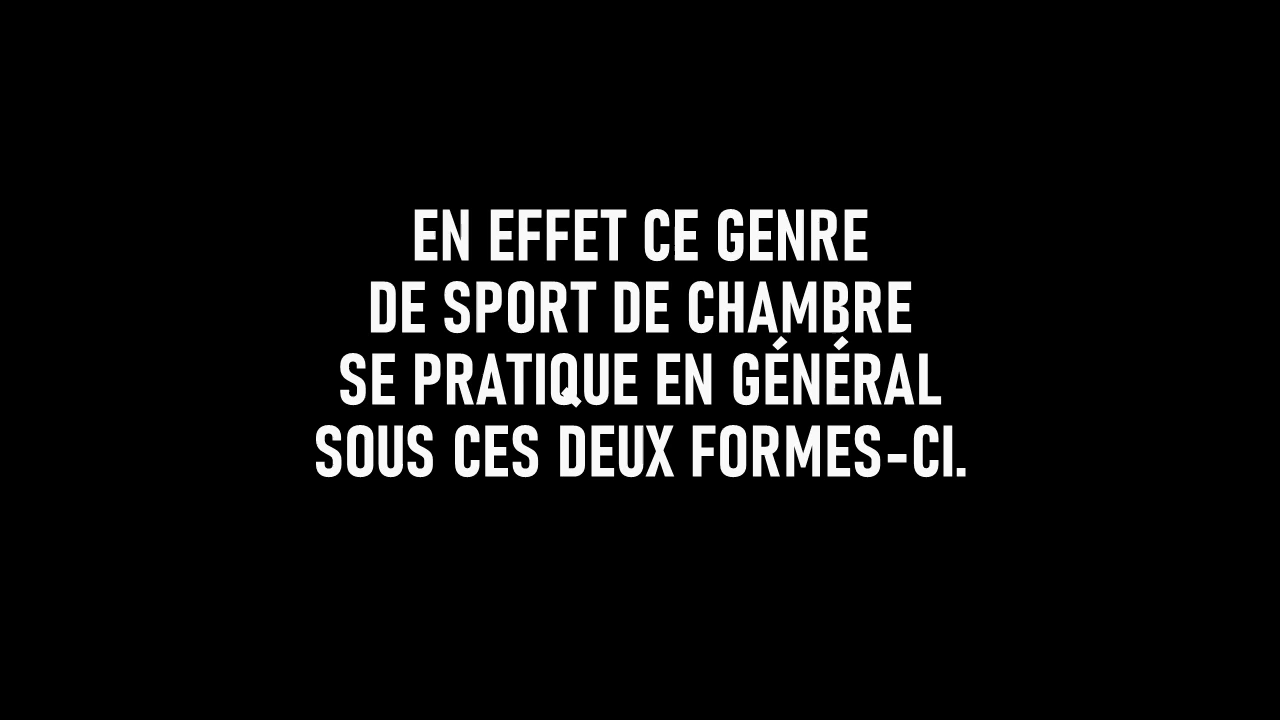 EN EFFET CE GENRE
DE SPORT DE CHAMBRE
SE PRATIQUE EN GÉNÉRAL
SOUS CES DEUX FORMES-CI.